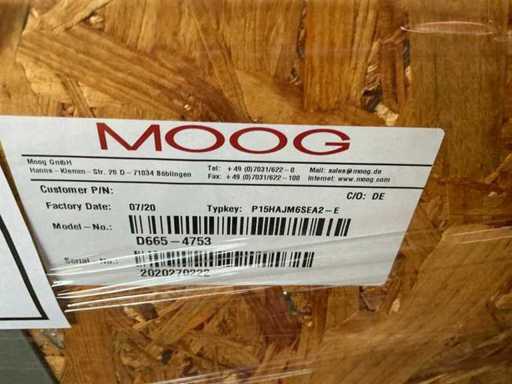 MOOG
Moog GmbH
Hanns - Klemm - Str. 28 D - 71034 Böblingen
Tel: + 49 (0)7031/622 - 0
Fax: + 49 (0)7031/622 - 100
Mail: sales@moog.de
Internet: www.moog.com
Customer P/N:
C/O: DE
Factory Date: 07/20 Typkey: P15HAJM6SEA2 - E
Model - No.:
D665 - 4753
Serial - No.:
2020270222